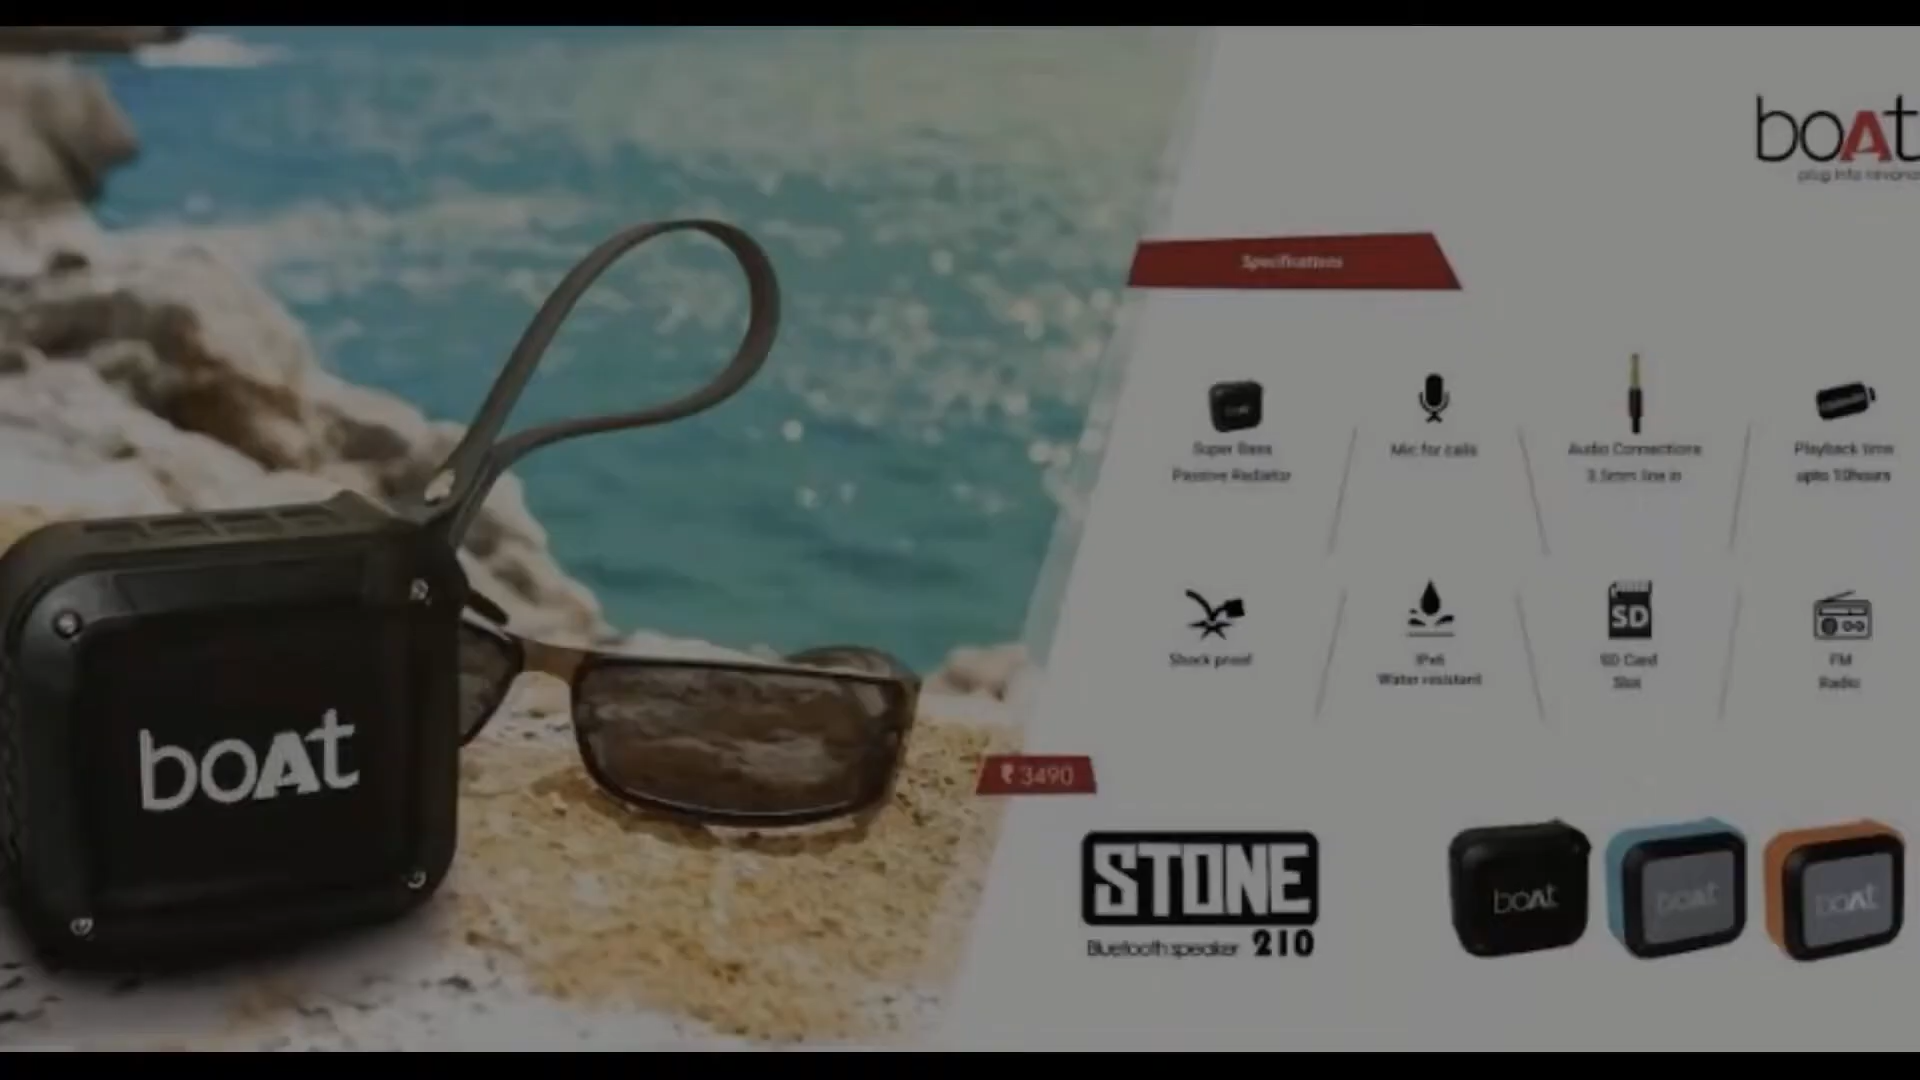 boAt
plug into nirvana
Specifications
Super Bass
Passive Radiator
Mic for calls
Audio Connections
3.5mm line in
Playback time
upto 10hours
Shock proof
IPx6
Water resistant
SD
SD Card
Slot
FM
Radio
boAt
₹ 3490
STONE
Bluetooth speaker 210
boAt
boAt
boAt